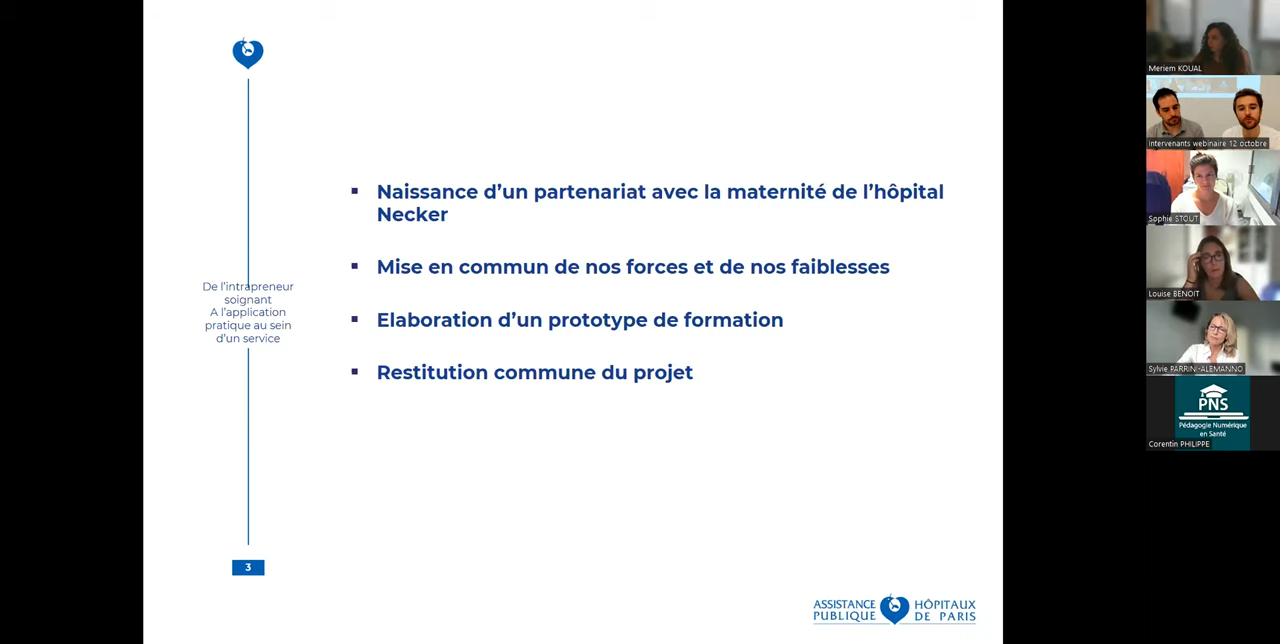 De l’intrapreneur
soignant
A l’application
pratique au sein
d’un service
3
▪ Naissance d’un partenariat avec la maternité de l’hôpital
Necker
▪ Mise en commun de nos forces et de nos faiblesses
▪ Elaboration d’un prototype de formation
▪ Restitution commune du projet
ASSISTANCE HÔPITAUX
PUBLIQUE DE PARIS
Meriem KOUAL
Intervenants webinaire 12 octobre
Sophie STOUT
Louise BENOIT
Sylvie PARRINI-ALEMANNO
PNS
Pédagogie Numérique
en Santé
Corentin PHILIPPE